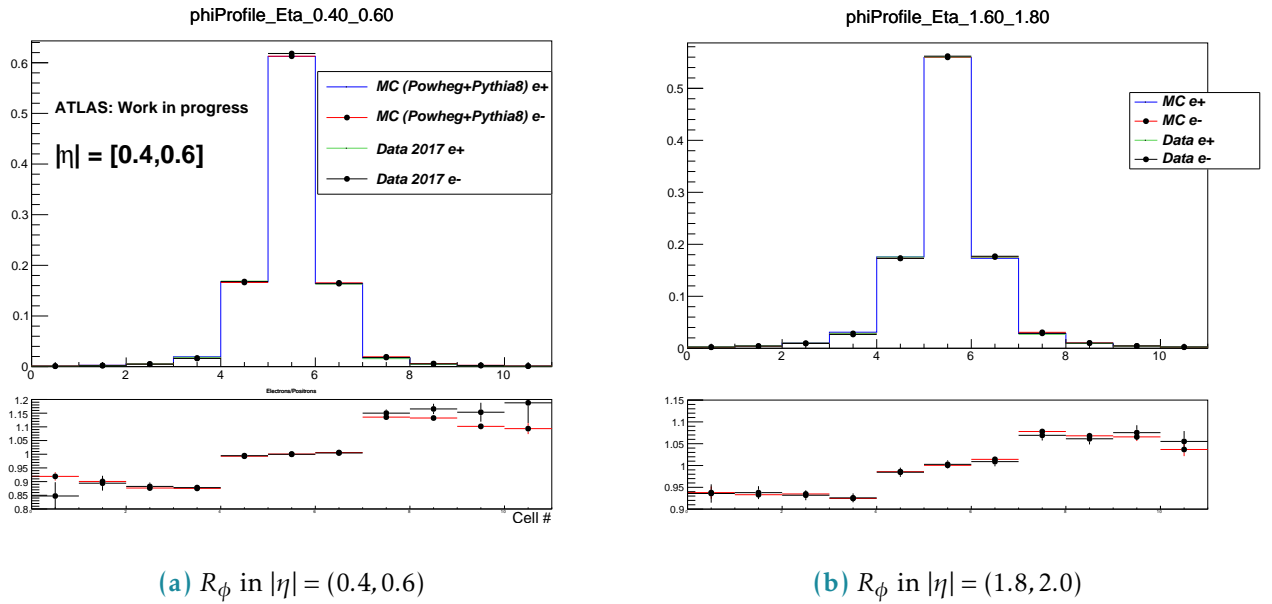 phiProfile_Eta_0.40_0.60
0.6
0.5
0.4
0.3
0.2
0.1
0
ATLAS: Work in progress
|η| = [0.4,0.6]
MC (Powheg+Pythia8) e+
MC (Powheg+Pythia8) e-
Data 2017 e+
Data 2017 e-
0 2 4 6 8 10
Electrons/Positrons
1.2
1.15
1.1
1.05
1
0.95
0.9
0.85
0.8
Cell #
(a) Rϕ in |η| = (0.4,0.6)
phiProfile_Eta_1.60_1.80
0.5
0.4
0.3
0.2
0.1
0
MC e+
MC e-
Data e+
Data e-
0 2 4 6 8 10
1.15
1.1
1.05
1
0.95
0.9
(b) Rϕ in |η| = (1.8,2.0)